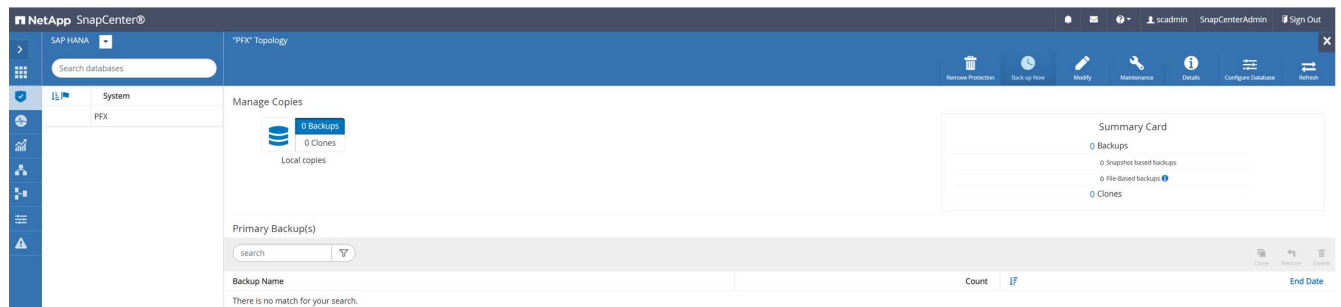 NetApp SnapCenter®
scadmin SnapCenterAdmin Sign Out
SAP HANA
"PFX" Topology
Search databases
Remove Protection Back up Now Modify Maintenance Details Configure Database Refresh
System
PFX
Manage Copies
0 Backups
0 Clones
Local copies
Summary Card
0 Backups
0 Snapshot based backups
0 File-Based backups
0 Clones
Primary Backup(s)
search
Clone Restore Delete
Backup Name Count End Date
There is no match for your search.